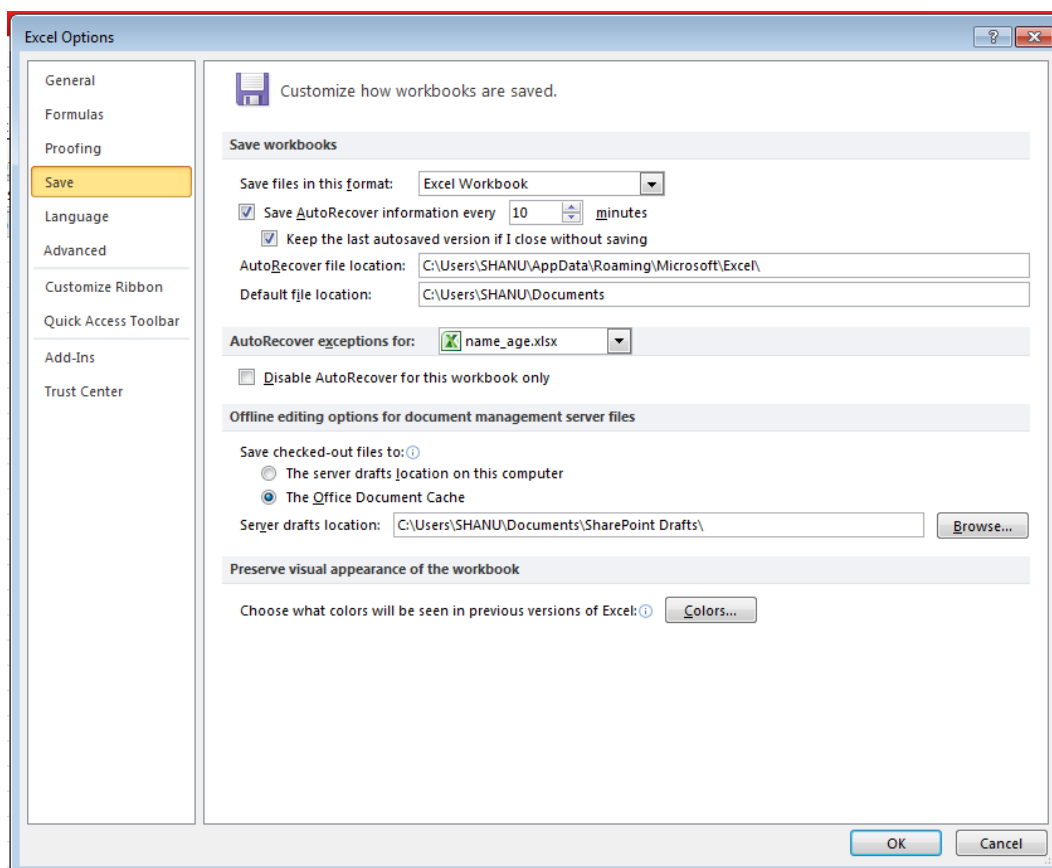 Excel Options
General
Formulas
Proofing
Save
Language
Advanced
Customize Ribbon
Quick Access Toolbar
Add-Ins
Trust Center
Customize how workbooks are saved.
Save workbooks
Save files in this format: Excel Workbook
Save AutoRecover information every 10 minutes
Keep the last autosaved version if I close without saving
AutoRecover file location: C:\Users\SHANU\AppData\Roaming\Microsoft\Excel\
Default file location: C:\Users\SHANU\Documents
AutoRecover exceptions for: name_age.xlsx
Disable AutoRecover for this workbook only
Offline editing options for document management server files
Save checked-out files to:
The server drafts location on this computer
The Office Document Cache
Server drafts location: C:\Users\SHANU\Documents\SharePoint Drafts\ Browse...
Preserve visual appearance of the workbook
Choose what colors will be seen in previous versions of Excel: Colors...
OK Cancel